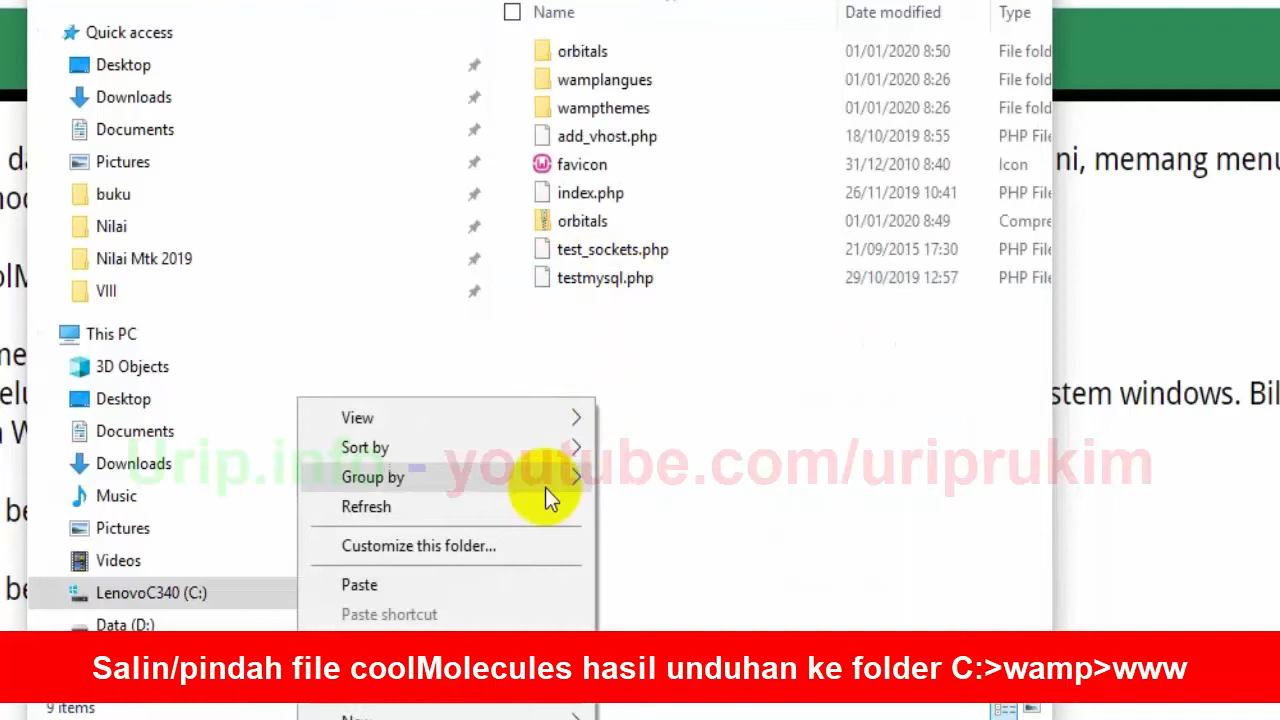 Name Date modified Type
Quick access
Desktop
Downloads
Documents
Pictures
buku
Nilai
Nilai Mtk 2019
VIII
This PC
3D Objects
Desktop
Documents
Downloads
Music
Pictures
Videos
LenovoC340 (C:)
Data (D:)
9 items
orbitals 01/01/2020 8:50 File fold
wamplangues 01/01/2020 8:26 File fold
wampthemes 01/01/2020 8:26 File fold
add_vhost.php 18/10/2019 8:55 PHP File
favicon 31/12/2010 8:40 Icon
index.php 26/11/2019 10:41 PHP File
orbitals 01/01/2020 8:49 Compre
test_sockets.php 21/09/2015 17:30 PHP File
testmysql.php 29/10/2019 12:57 PHP File
View
Sort by
Group by
Refresh
Customize this folder...
Paste
Paste shortcut
New
ni, memang menu
stem windows. Bil
Urip.info - youtube.com/uriprukim
Salin/pindah file coolMolecules hasil unduhan ke folder C:>wamp>www